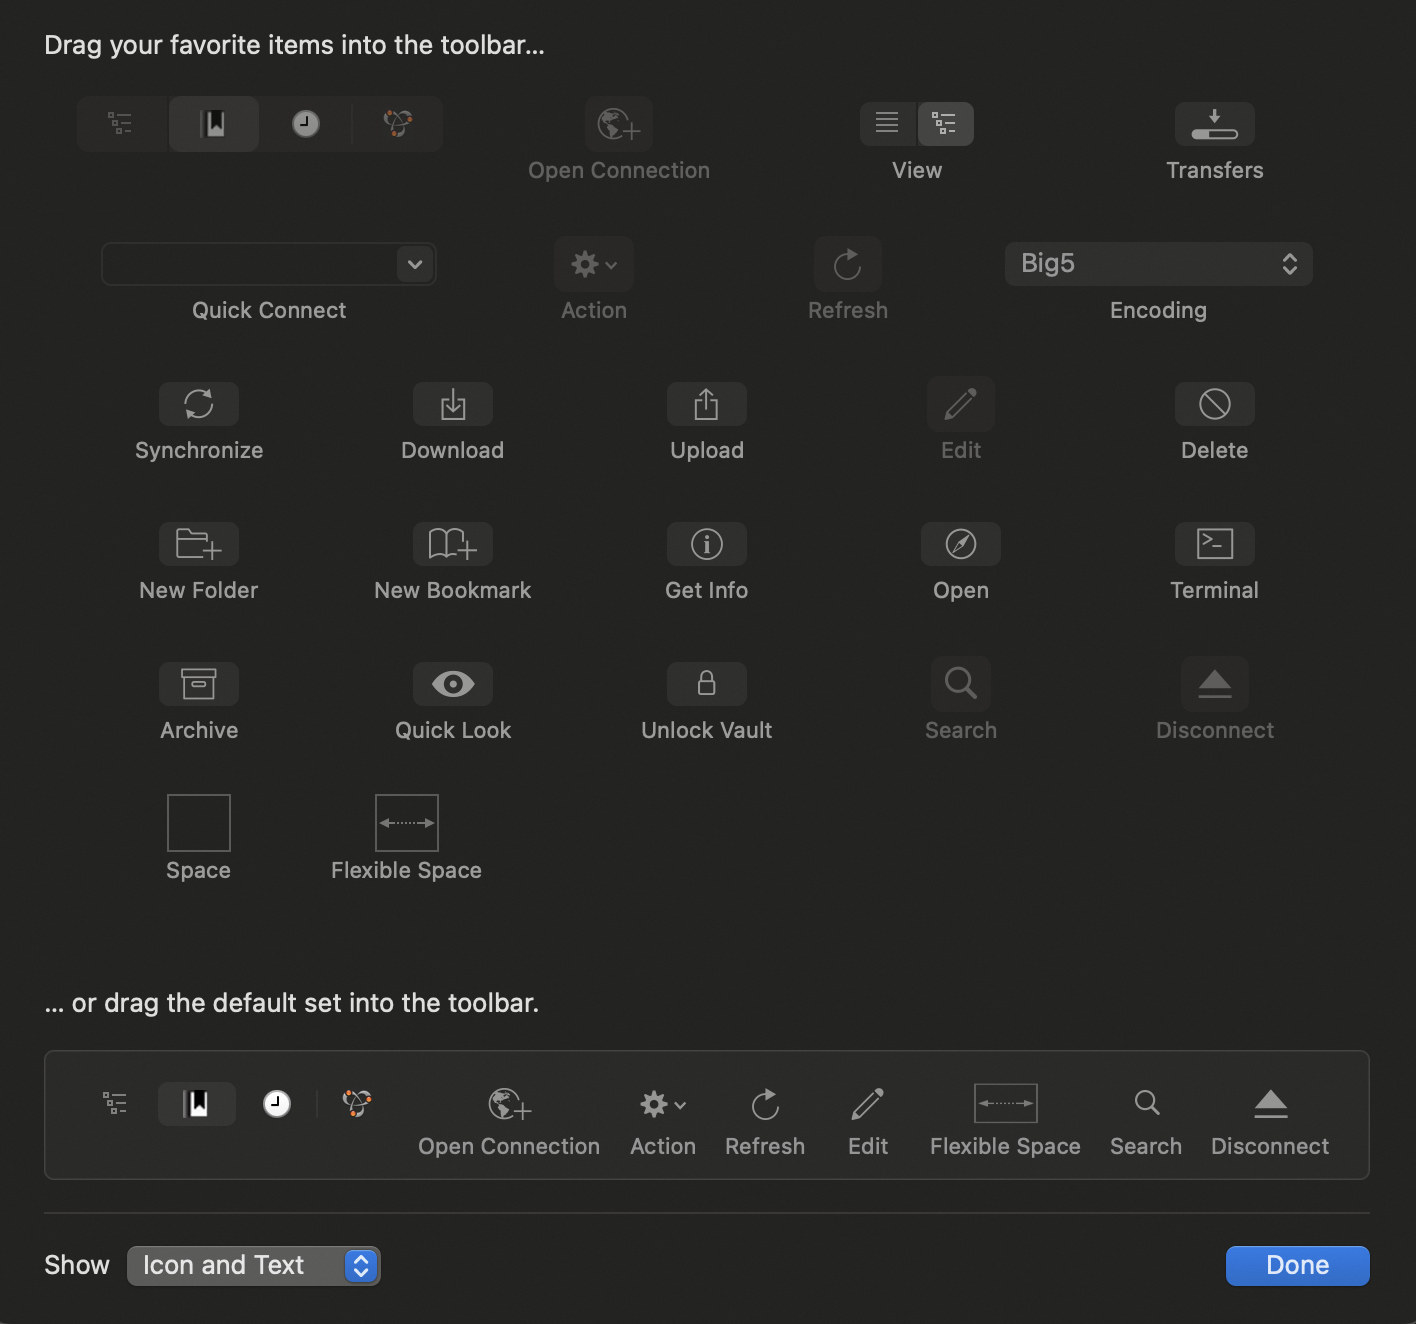 Drag your favorite items into the toolbar...
Open Connection
View
Transfers
Quick Connect
Action
Refresh
Big5
Encoding
Synchronize
Download
Upload
Edit
Delete
New Folder
New Bookmark
Get Info
Open
Terminal
Archive
Quick Look
Unlock Vault
Search
Disconnect
Space
Flexible Space
... or drag the default set into the toolbar.
Open Connection
Action
Refresh
Edit
Flexible Space
Search
Disconnect
Show
Icon and Text
Done